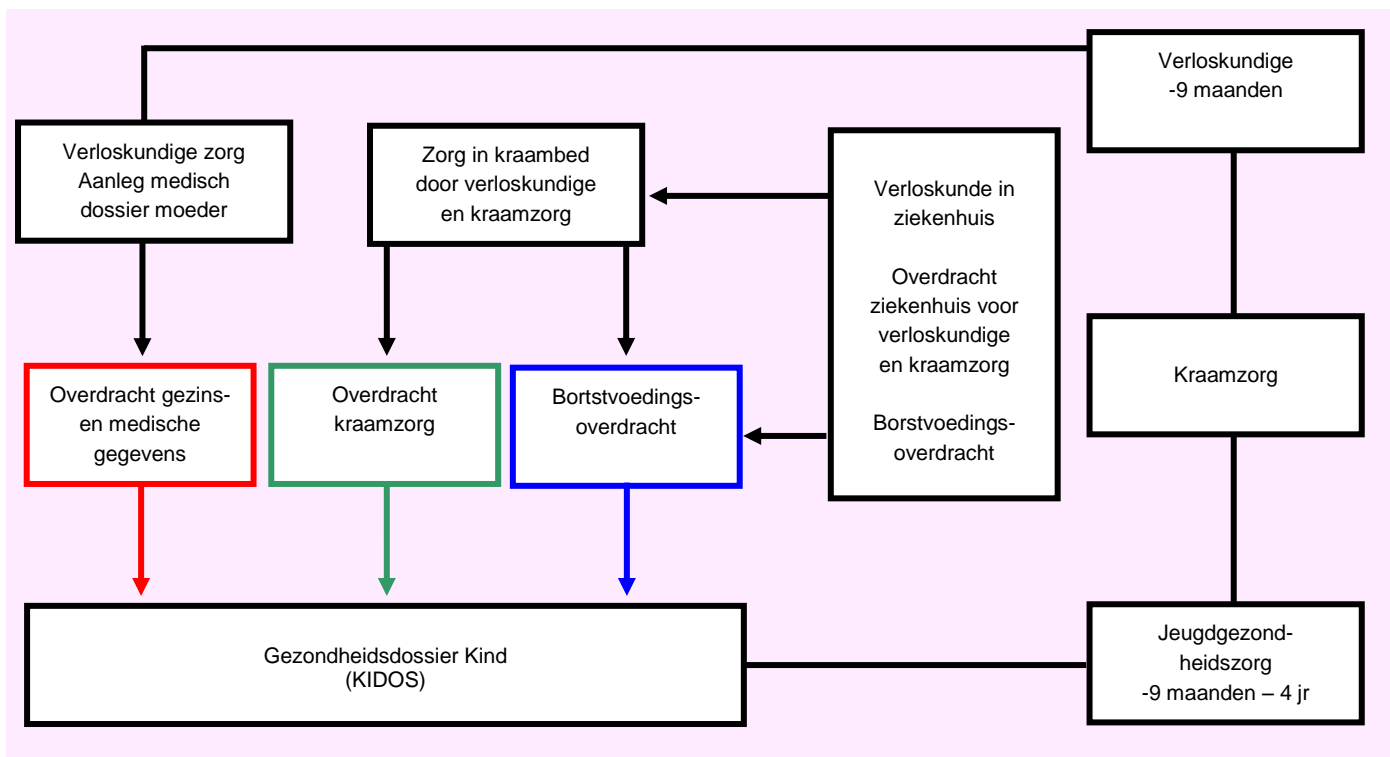 Verloskundige
-9 maanden
Verloskundige zorg
Aanleg medisch
dossier moeder
Zorg in kraambed
door verloskundige
en kraamzorg
Verloskunde in
ziekenhuis
Overdracht
ziekenhuis voor
verloskundige
en kraamzorg
Borstvoedings-
overdracht
Kraamzorg
Overdracht gezins-
en medische
gegevens
Overdracht
kraamzorg
Bortstvoedings-
overdracht
Gezondheidsdossier Kind
(KIDOS)
Jeugdgezond-
heidszorg
-9 maanden – 4 jr